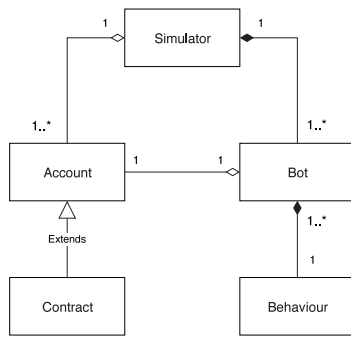 1
Simulator
1
1..*
1..*
Account
1
1
Bot
1..*
Extends
1
Contract
Behaviour